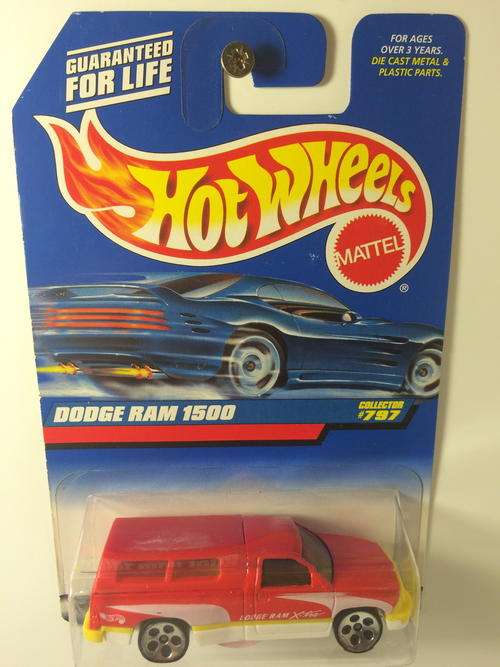 GUARANTEED
FOR LIFE
FOR AGES
OVER 3 YEARS.
DIE CAST METAL &
PLASTIC PARTS.
HOT WHEELS
MATTEL
®
DODGE RAM 1500
COLLECTOR
#797
DODGE RAM